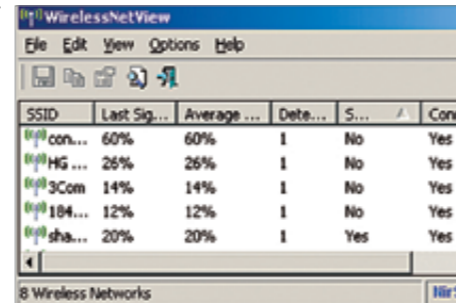 WirelessNetView
File Edit View Options Help
SSID Last Sig... Average ... Dete... S... Con
con... 60% 60% 1 No Yes
HG ... 26% 26% 1 No Yes
3Com 14% 14% 1 No Yes
184... 12% 12% 1 No Yes
sha... 20% 20% 1 Yes Yes
8 Wireless Networks NirS